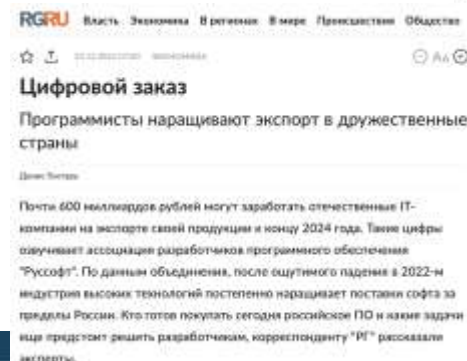 RGRU Власть Экономика В регионах В мире Происшествия Общество
Цифровой заказ
Программисты наращивают экспорт в дружественные
страны
Почти 600 миллиардов рублей могут заработать отечественные IT-
компании на экспорте своей продукции к концу 2024 года. Такие цифры
озвучивает ассоциация разработчиков программного обеспечения
"Руссофт". По данным объединения, после ощутимого падения в 2022-м
индустрия высоких технологий постепенно наращивает поставки софта за
пределы России. Кто готов покупать сегодня российское ПО и какие задачи
еще предстоит решить разработчикам, корреспонденту "РГ" рассказали
эксперты.